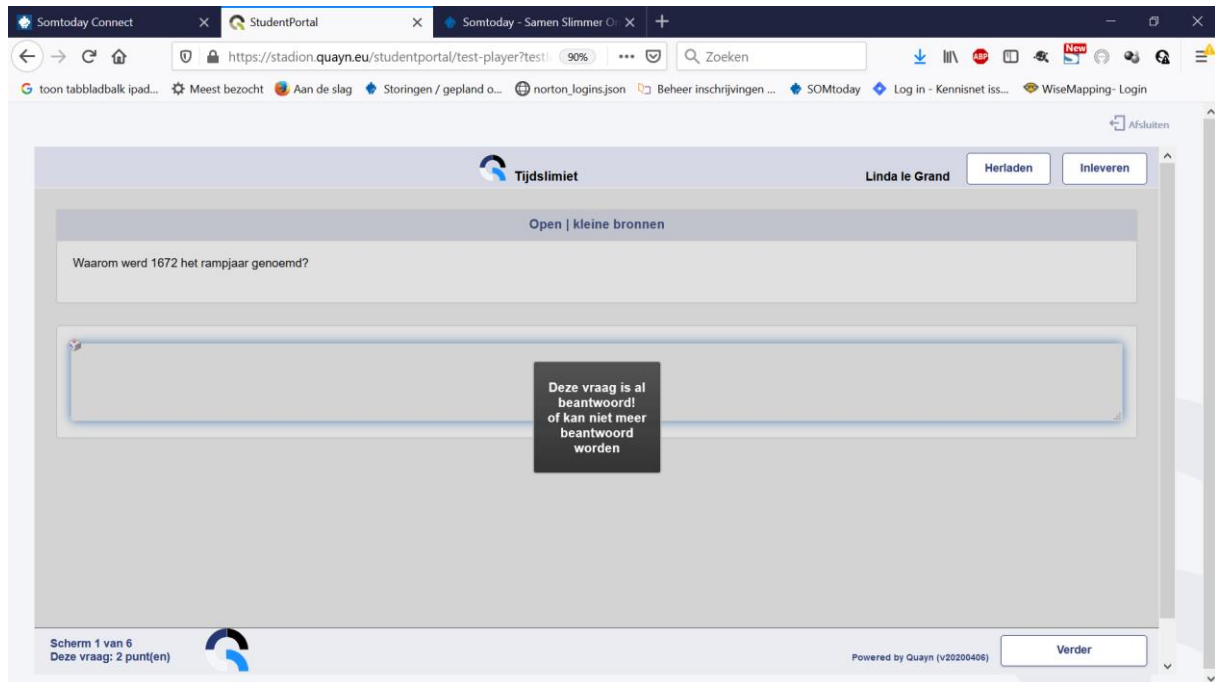 Somtoday Connect
StudentPortal
Somtoday - Samen Slimmer O
https://stadion.quayn.eu/studentportal/test-player?test
90%
Zoeken
ABP
New
toon tabbladbalk ipad...
Meest bezocht
Aan de slag
Storingen / gepland o...
norton_logins.json
Beheer inschrijvingen ...
SOMtoday
Log in - Kennisnet iss...
WiseMapping- Login
Afsluiten
Tijdslimiet
Linda le Grand
Herladen
Inleveren
Open | kleine bronnen
Waarom werd 1672 het rampjaar genoemd?
Deze vraag is al
beantwoord!
of kan niet meer
beantwoord
worden
Scherm 1 van 6
Deze vraag: 2 punt(en)
Powered by Quayn (v20200406)
Verder